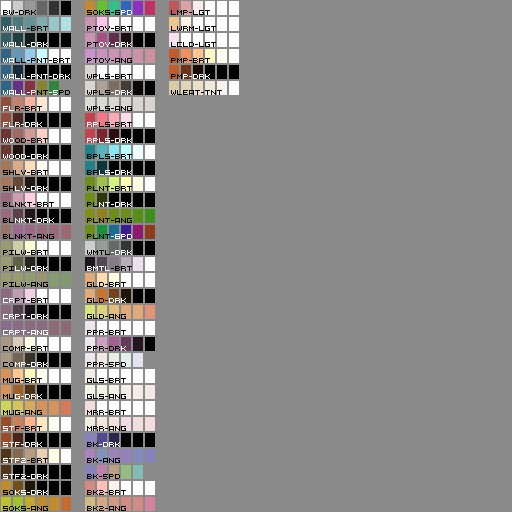 BW-DRK
WALL-BRT
WALL-DRK
WALL-PNT-BRT
WALL-PNT-DRK
WALL-PNT-SPD
FLR-BRT
FLR-DRK
WOOD-BRT
WOOD-DRK
SHLV-BRT
SHLV-DRK
BLNKT-BRT
BLNKT-DRK
BLNKT-ANG
PILW-BRT
PILW-DRK
PILW-ANG
CRPT-BRT
CRPT-DRK
CRPT-ANG
COMP-BRT
COMP-DRK
MUG-BRT
MUG-DRK
MUG-ANG
STF-BRT
STF-DRK
STF2-BRT
STF2-DRK
SOKS-DRK
SOKS-ANG
SOKS-SPD
PTOY-BRT
PTOY-DRK
PTOY-ANG
WPLS-BRT
WPLS-DRK
WPLS-ANG
RPLS-BRT
RPLS-DRK
BPLS-BRT
BPLS-DRK
PLNT-BRT
PLNT-DRK
PLNT-ANG
PLNT-SPD
WMTL-DRK
BMTL-BRT
GLD-BRT
GLD-DRK
GLD-ANG
PPR-BRT
PPR-DRK
PPR-SPD
GLS-BRT
GLS-ANG
MRR-BRT
MRR-ANG
BK-DRK
BK-ANG
BK-SPD
BK2-BRT
BK2-ANG
LMP-LGT
LWRM-LGT
LCLD-LGT
PMP-BRT
PMP-DRK
WLEAT-TNT